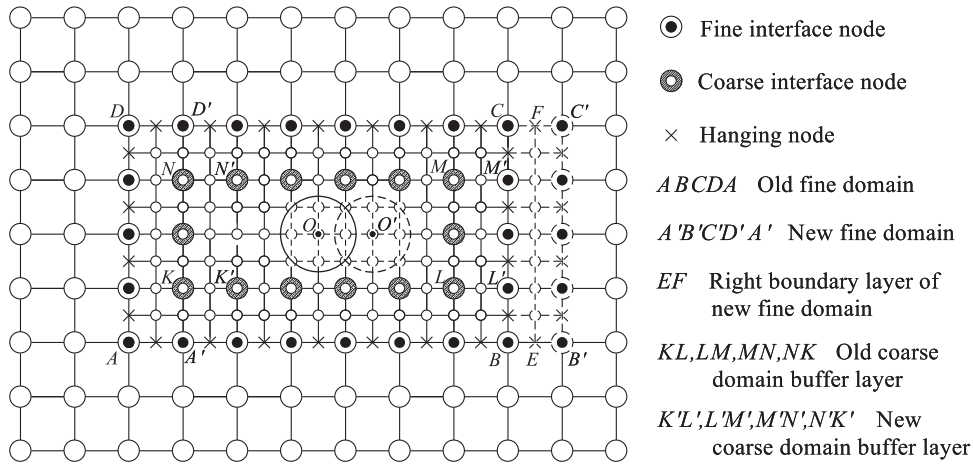 D D' C F C'
N N' M M'
O O'
K K' L L'
A A' B E B'
Fine interface node
Coarse interface node
Hanging node
ABCDA Old fine domain
A'B'C'D'A' New fine domain
EF Right boundary layer of
new fine domain
KL,LM,MN,NK Old coarse
domain buffer layer
K'L',L'M',M'N',N'K' New
coarse domain buffer layer